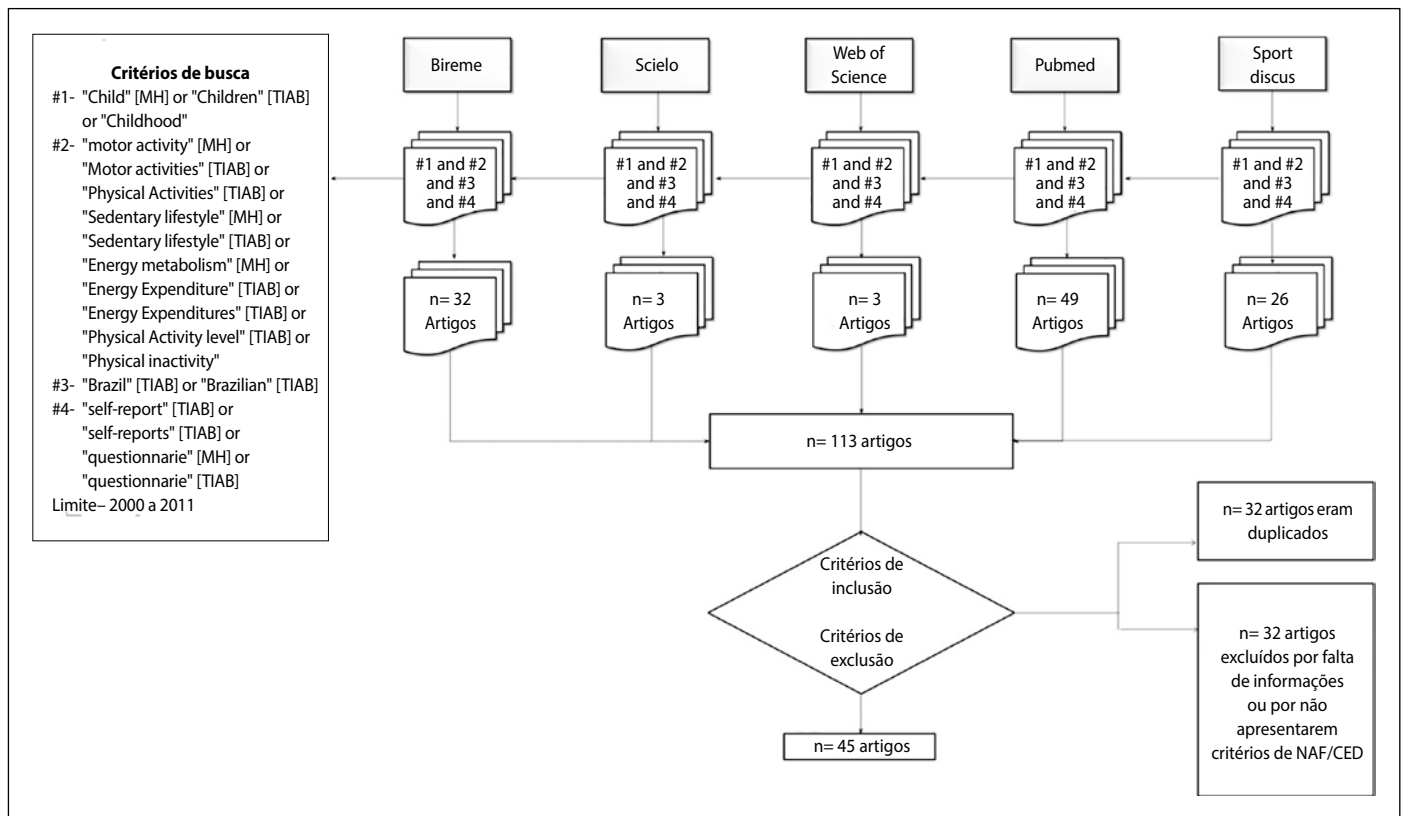 Critérios de busca
#1- "Child" [MH] or "Children" [TIAB]
or "Childhood"
#2- "motor activity" [MH] or
"Motor activities" [TIAB] or
"Physical Activities" [TIAB] or
"Sedentary lifestyle" [MH] or
"Sedentary lifestyle" [TIAB] or
"Energy metabolism" [MH] or
"Energy Expenditure" [TIAB] or
"Energy Expenditures" [TIAB] or
"Physical Activity level" [TIAB] or
"Physical inactivity"
#3- "Brazil" [TIAB] or "Brazilian" [TIAB]
#4- "self-report" [TIAB] or
"self-reports" [TIAB] or
"questionnarie" [MH] or
"questionnarie" [TIAB]
Limite– 2000 a 2011
Bireme
Scielo
Web of
Science
Pubmed
Sport
discus
#1 and #2
and #3
and #4
#1 and #2
and #3
and #4
#1 and #2
and #3
and #4
#1 and #2
and #3
and #4
#1 and #2
and #3
and #4
n= 32
Artigos
n= 3
Artigos
n= 3
Artigos
n= 49
Artigos
n= 26
Artigos
n= 113 artigos
Critérios de
inclusão
Critérios de
exclusão
n= 32 artigos eram
duplicados
n= 32 artigos
excluídos por falta
de informações
ou por não
apresentarem
critérios de NAF/CED
n= 45 artigos